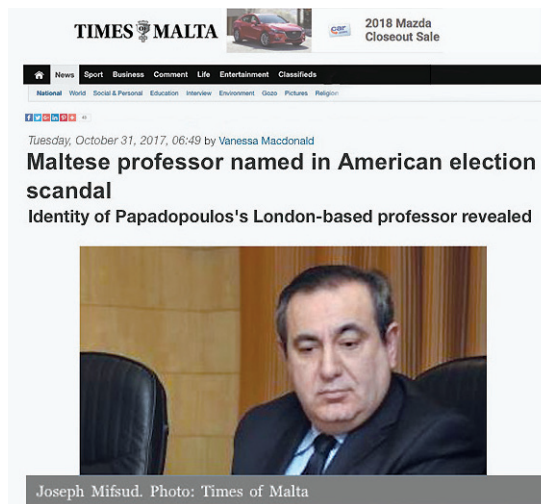 TIMES OF MALTA
car
2018 Mazda
Closeout Sale
News Sport Business Comment Life Entertainment Classifieds
National World Social & Personal Education Interview Environment Gozo Pictures Religion
Tuesday, October 31, 2017, 06:49 by Vanessa Macdonald
Maltese professor named in American election
scandal
Identity of Papadopoulos's London-based professor revealed
Joseph Mifsud. Photo: Times of Malta